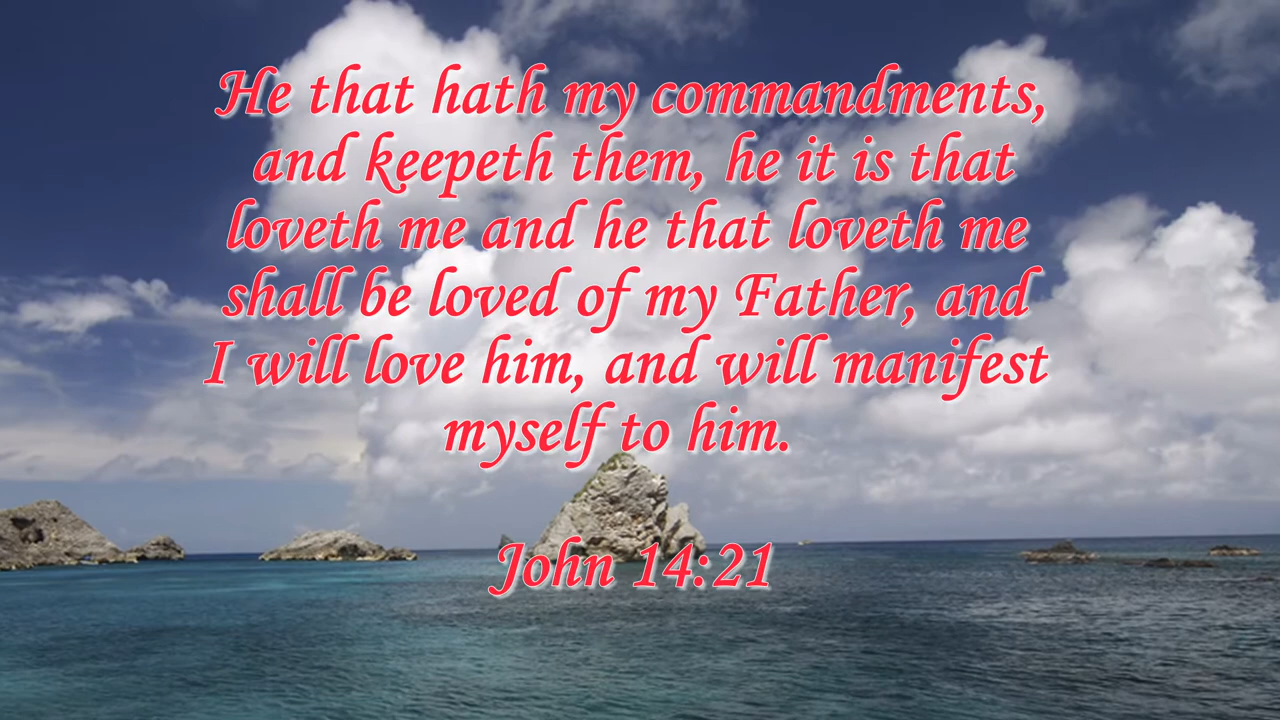 He that hath my commandments,
and keepeth them, he it is that
loveth me and he that loveth me
shall be loved of my Father, and
I will love him, and will manifest
myself to him.
John 14:21